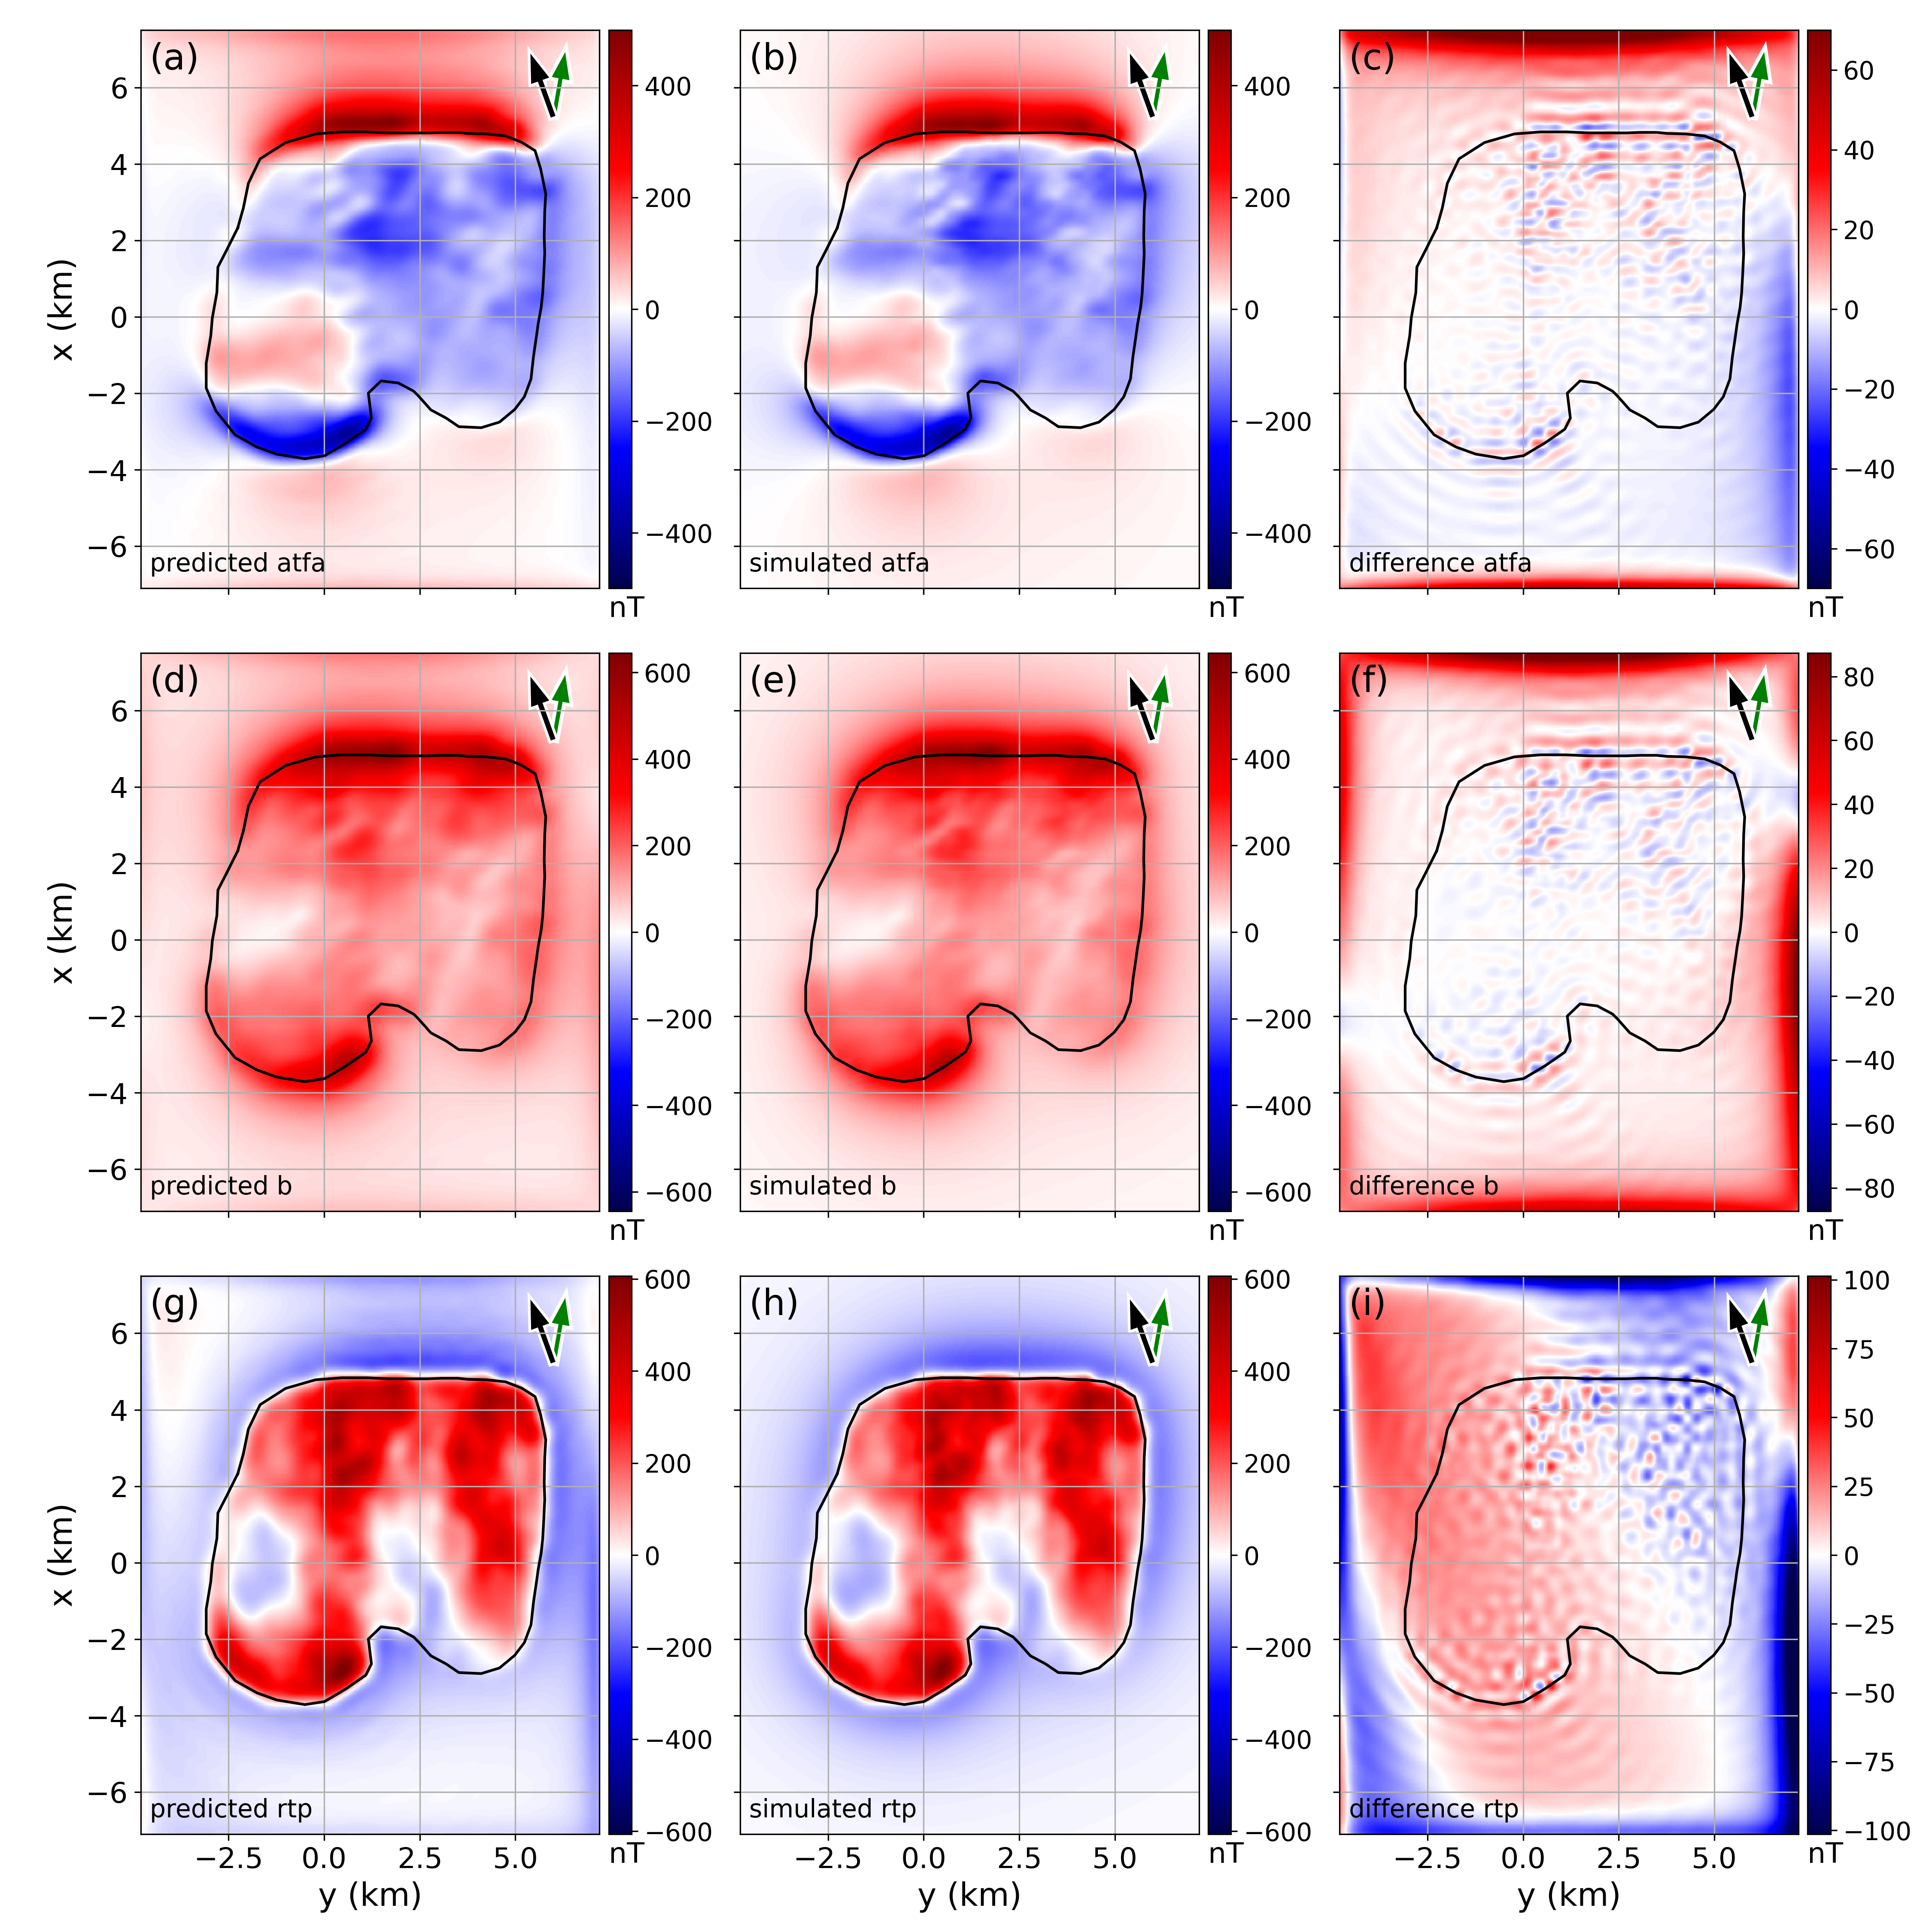 (a) (b) (c)
6 4 2 0 −2 −4 −6
x (km)
400 200 0 −200 −400
nT
400 200 0 −200 −400
nT
60 40 20 0 −20 −40 −60
nT
predicted atfa
simulated atfa
difference atfa
(d) (e) (f)
6 4 2 0 −2 −4 −6
x (km)
600 400 200 0 −200 −400 −600
nT
600 400 200 0 −200 −400 −600
nT
80 60 40 20 0 −20 −40 −60 −80
nT
predicted b
simulated b
difference b
(g) (h) (i)
6 4 2 0 −2 −4 −6
x (km)
600 400 200 0 −200 −400 −600
nT
600 400 200 0 −200 −400 −600
nT
100 75 50 25 0 −25 −50 −75 −100
nT
predicted rtp
simulated rtp
difference rtp
−2.5 0.0 2.5 5.0
y (km)
−2.5 0.0 2.5 5.0
y (km)
−2.5 0.0 2.5 5.0
y (km)